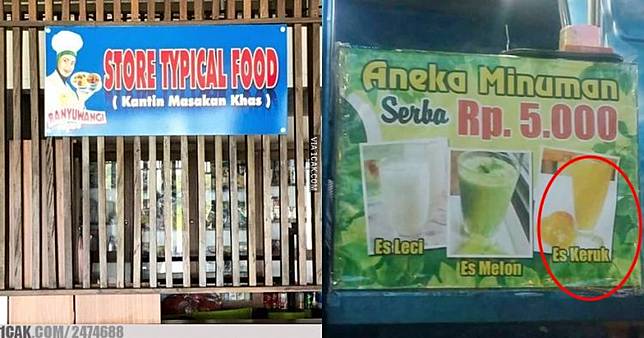 STORE TYPICAL FOOD
( Kantin Masakan Khas )
BANYUWANGI
VIA 1CAK.COM
1CAK.COM/2474688
Aneka Minuman
Serba Rp. 5.000
Es Leci
Es Melon
Es Keruk